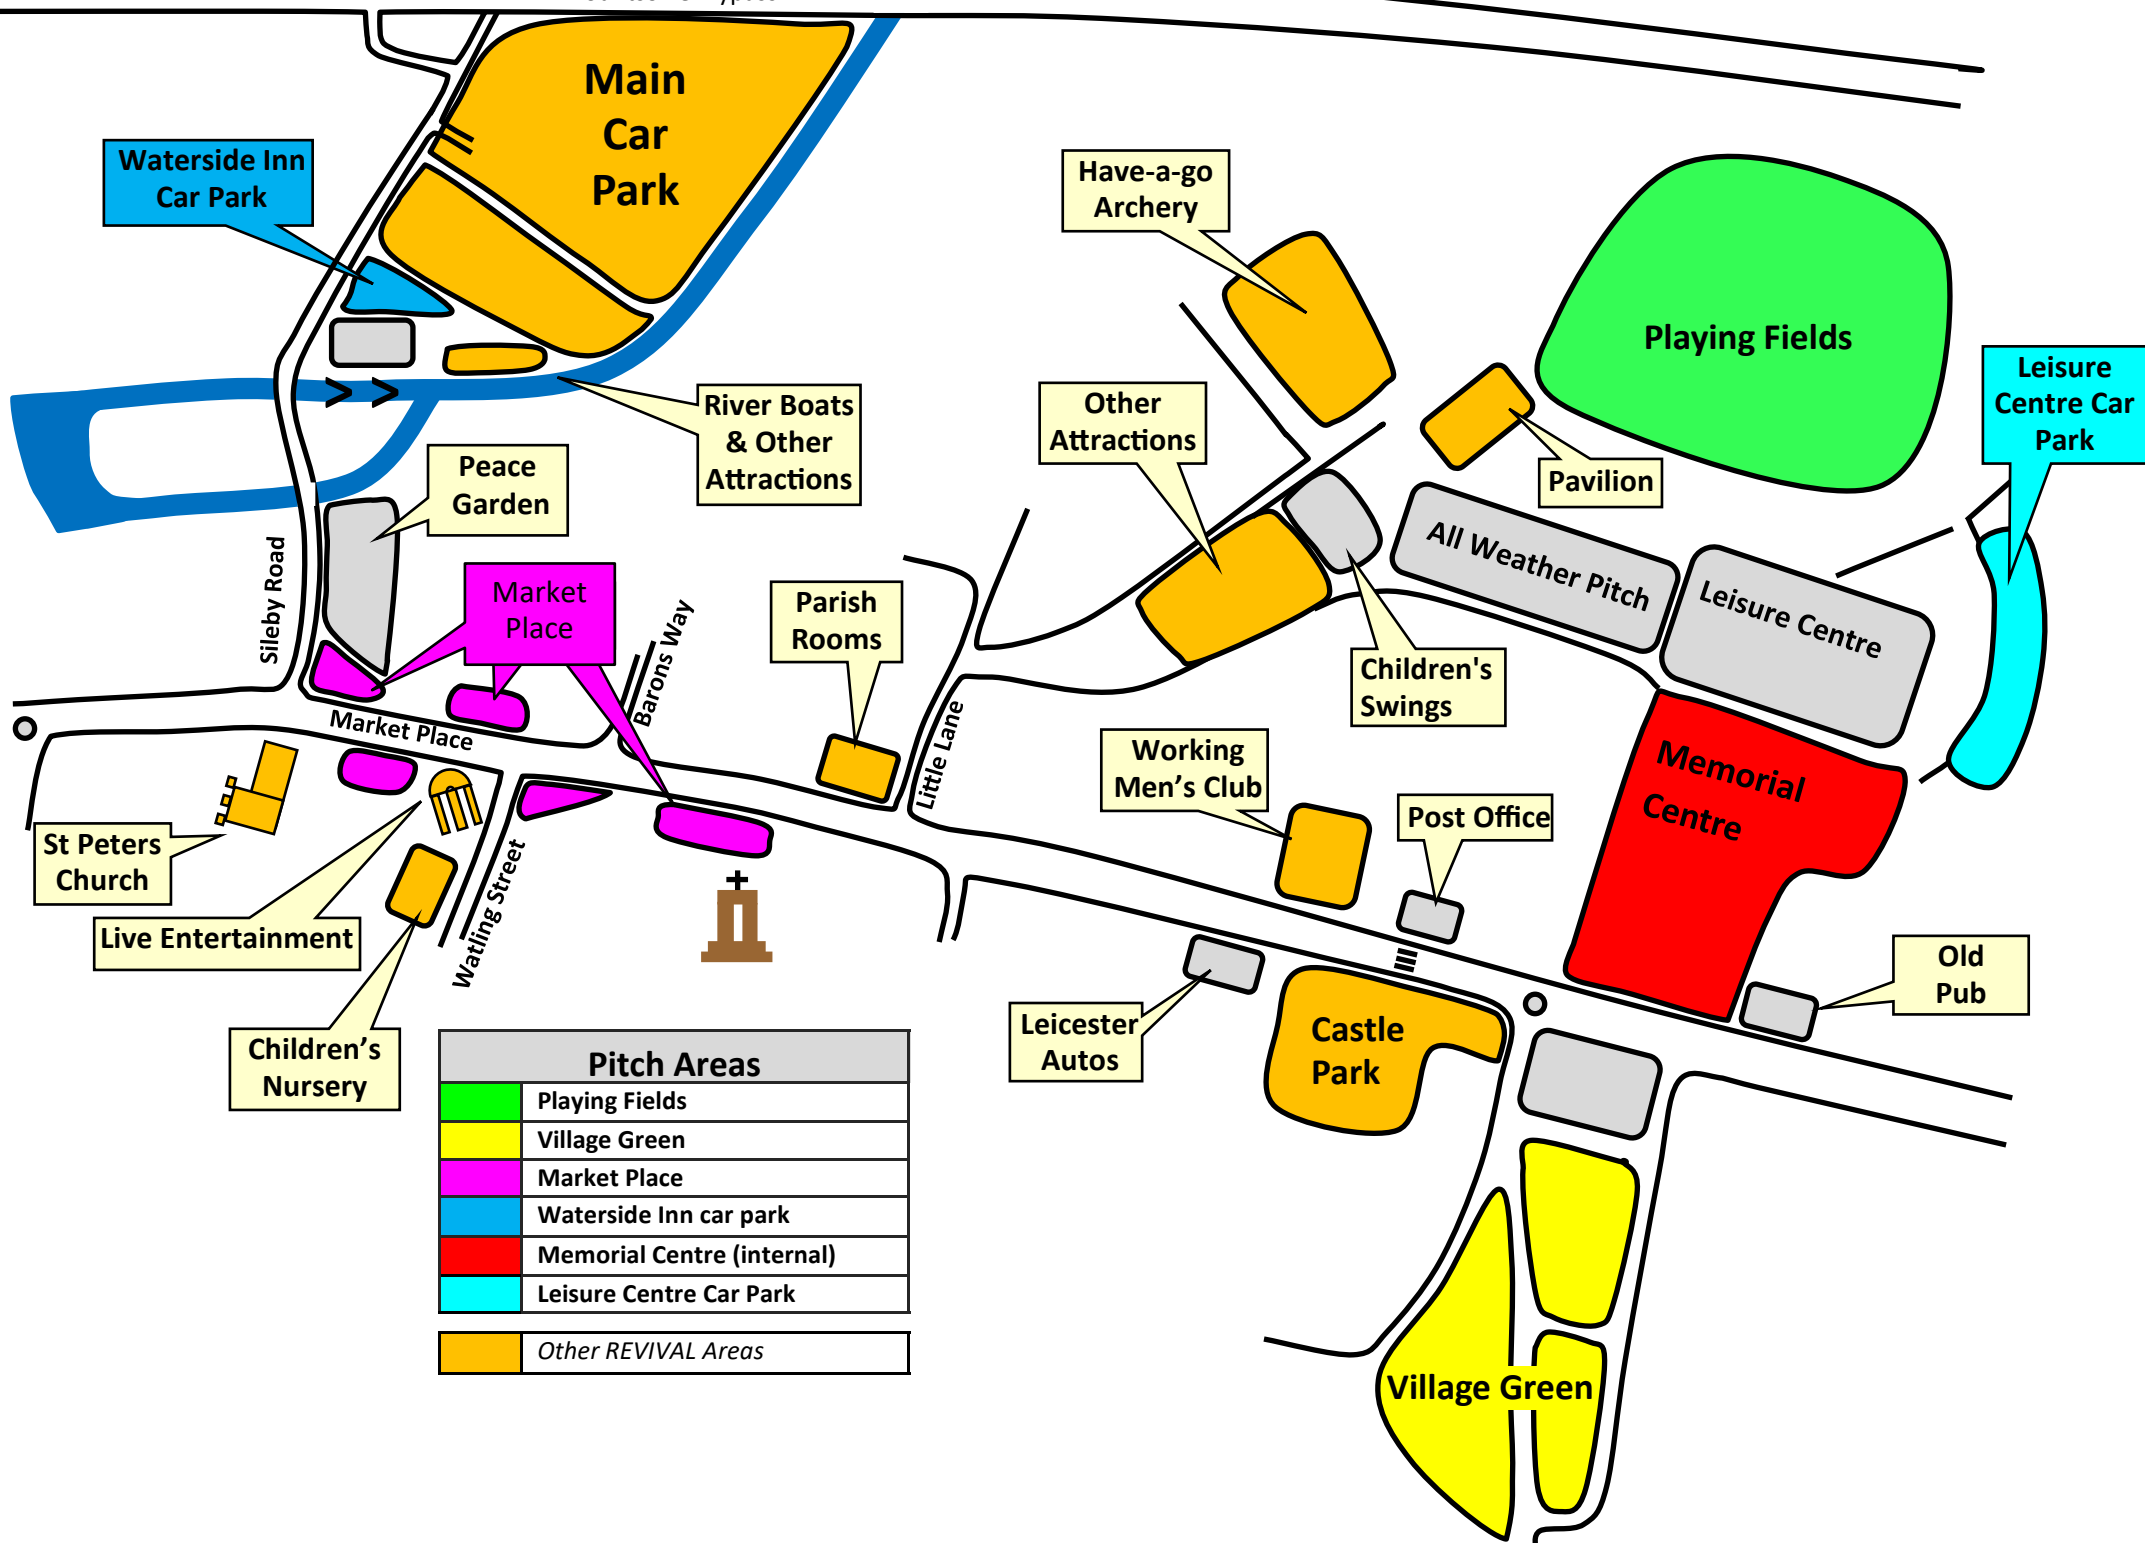 Main
Car
Park
Waterside Inn
Car Park
Have-a-go
Archery
Playing Fields
Leisure
Centre Car
Park
Other
Attractions
River Boats
& Other
Attractions
Pavilion
Peace
Garden
All Weather Pitch
Leisure Centre
Sileby Road
Market
Place
Barons Way
Parish
Rooms
Children's
Swings
Market Place
Little Lane
Working
Men’s Club
Memorial
Centre
Post Office
St Peters
Church
Live Entertainment
Watling Street
Old
Pub
Leicester
Autos
Castle
Park
Children’s
Nursery
Pitch Areas
Playing Fields
Village Green
Market Place
Waterside Inn car park
Memorial Centre (internal)
Leisure Centre Car Park
Other REVIVAL Areas
Village Green